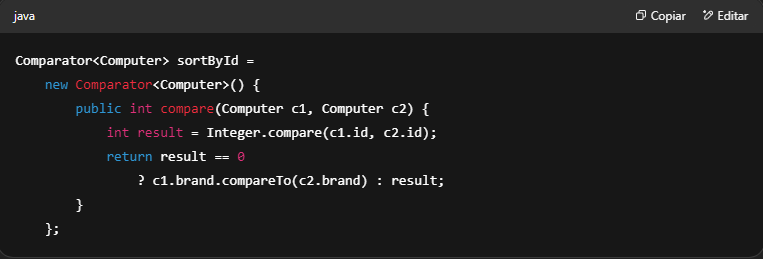 java Copiar Editar
Comparator<Computer> sortById =
    new Comparator<Computer>() {
        public int compare(Computer c1, Computer c2) {
            int result = Integer.compare(c1.id, c2.id);
            return result == 0
                ? c1.brand.compareTo(c2.brand) : result;
        }
    };